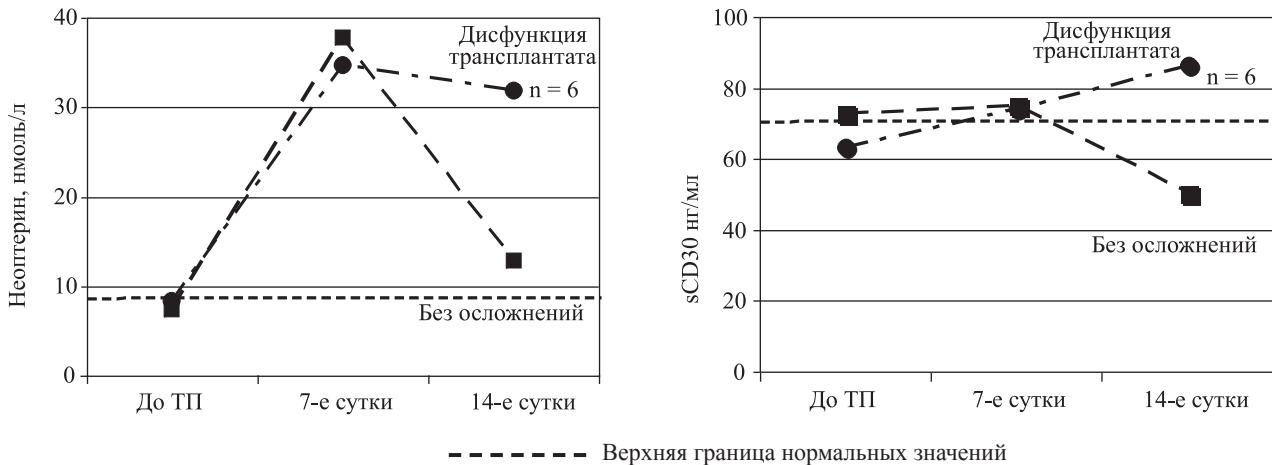 Неоптерин, нмоль/л
40
30
20
10
0
Дисфункция
трансплантата
n = 6
Без осложнений
До ТП
7-е сутки
14-е сутки
sCD30 нг/мл
100
80
60
40
20
0
Дисфункция
трансплантата
n = 6
Без осложнений
До ТП
7-е сутки
14-е сутки
Верхняя граница нормальных значений